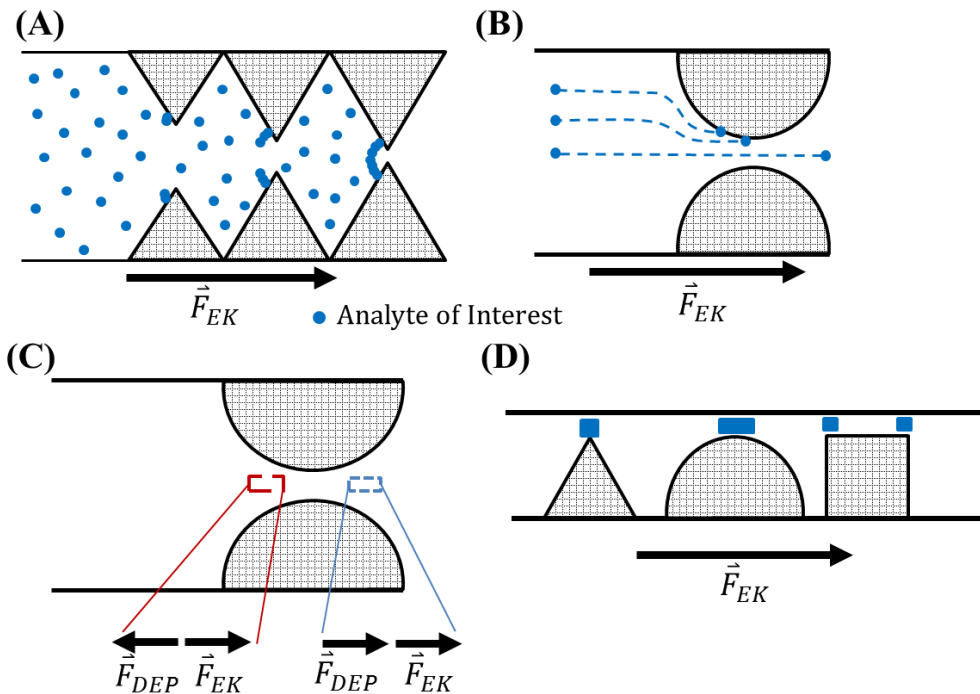 (A)
(B)
F⃗EK
F⃗EK
Analyte of Interest
(C)
(D)
F⃗EK
F⃗DEP F⃗EK F⃗DEP F⃗EK